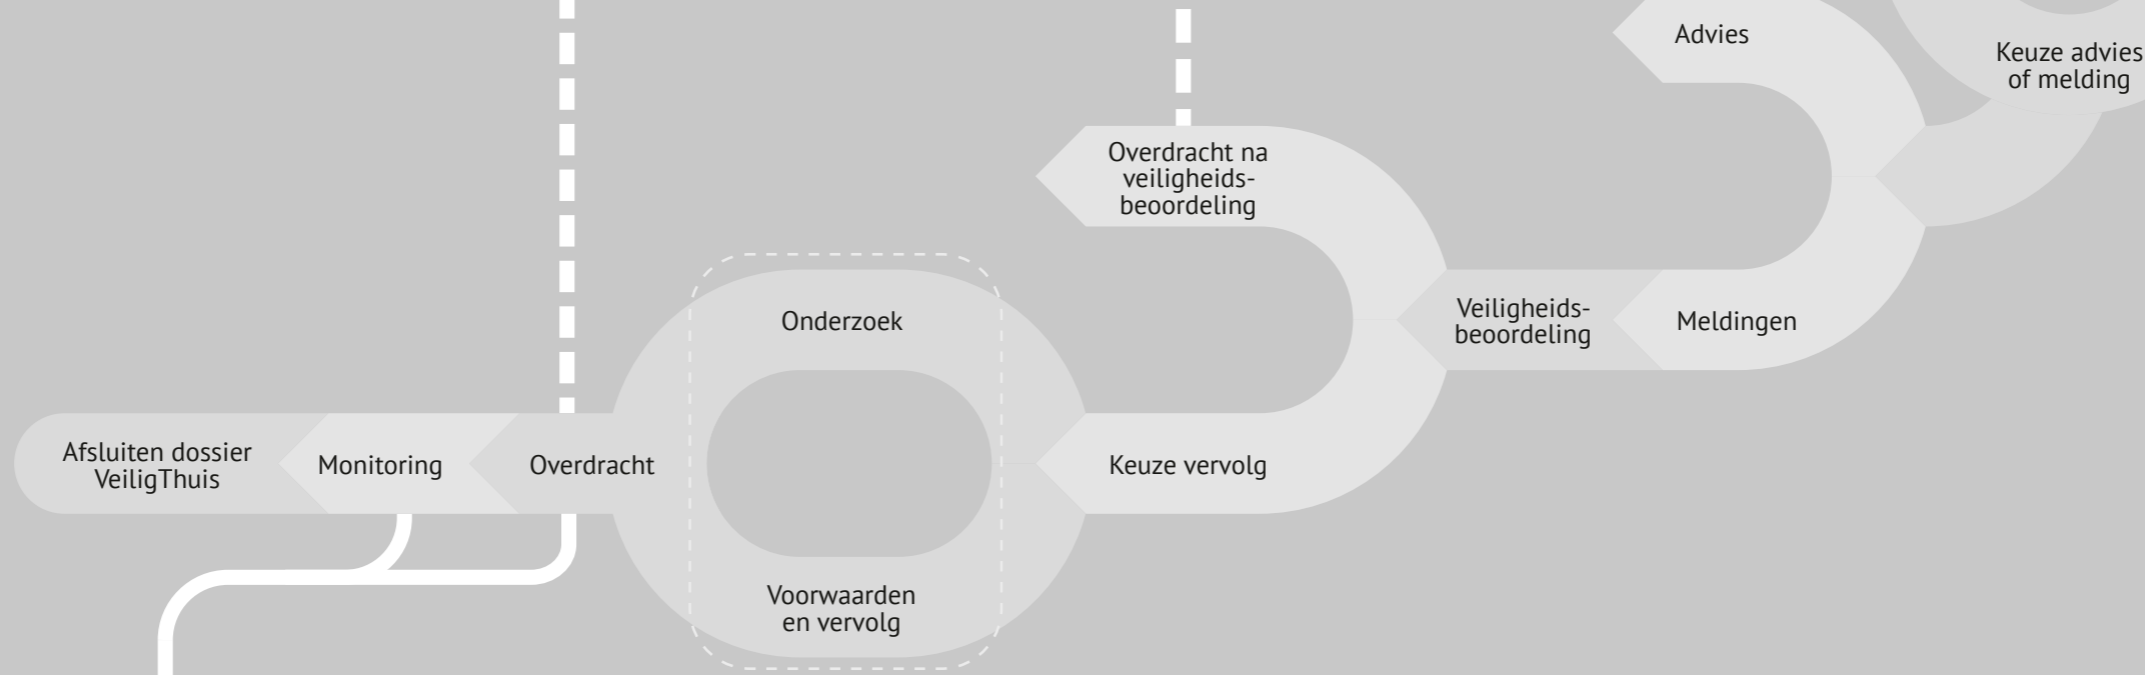 Advies
Keuze advies
of melding
Overdracht na
veiligheids-
beoordeling
Onderzoek
Veiligheids-
beoordeling
Meldingen
Afsluiten dossier
VeiligThuis
Monitoring
Overdracht
Keuze vervolg
Voorwaarden
en vervolg